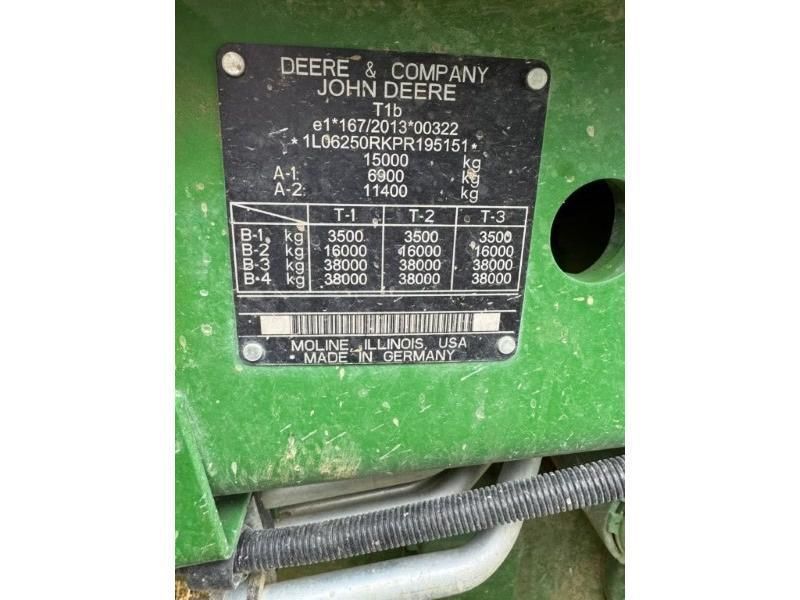 DEERE & COMPANY
JOHN DEERE
T1b
e1*167/2013*00322
*1L06250RKPR195151*
15000 kg
A-1: 6900 kg
A-2: 11400 kg
T-1 T-2 T-3
B-1 kg 3500 3500 3500
B-2 kg 16000 16000 16000
B-3 kg 38000 38000 38000
B-4 kg 38000 38000 38000
MOLINE, ILLINOIS, USA
MADE IN GERMANY